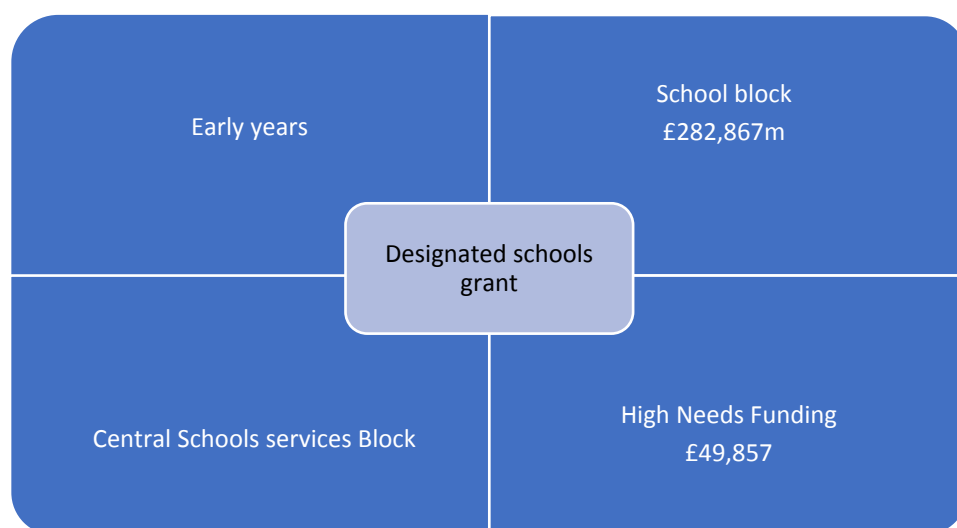 Early years
School block
£282,867m
Designated schools
grant
Central Schools services Block
High Needs Funding
£49,857